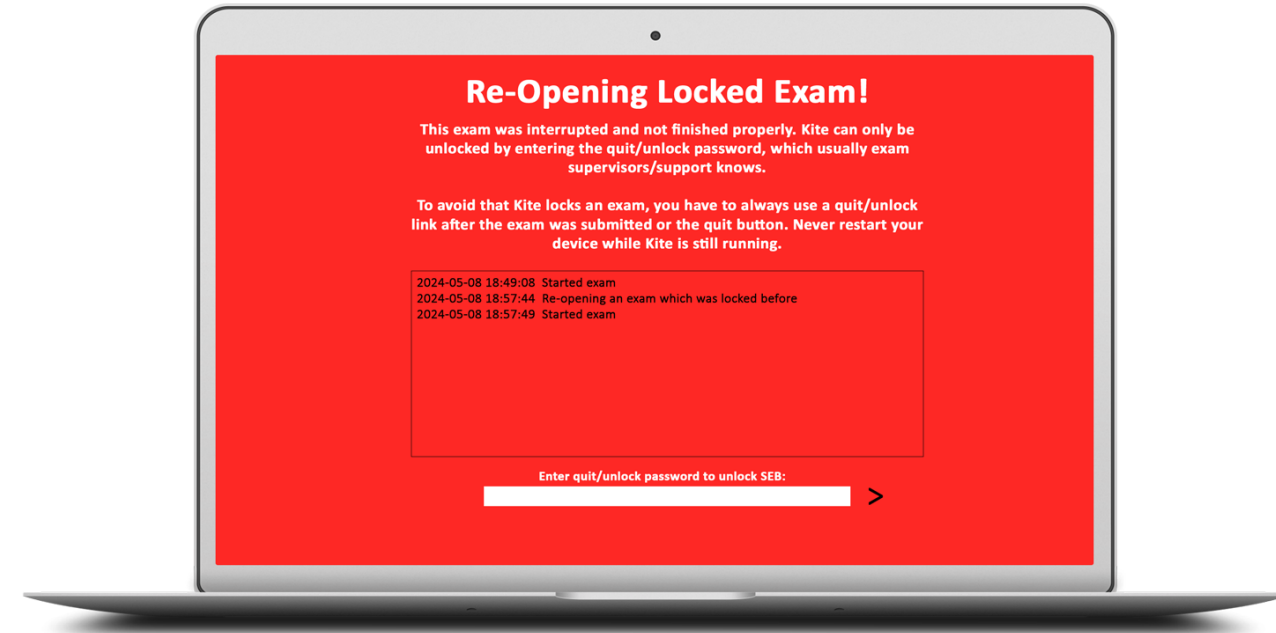 Re-Opening Locked Exam!
This exam was interrupted and not finished properly. Kite can only be
unlocked by entering the quit/unlock password, which usually exam
supervisors/support knows.
To avoid that Kite locks an exam, you have to always use a quit/unlock
link after the exam was submitted or the quit button. Never restart your
device while Kite is still running.
2024-05-08 18:49:08 Started exam
2024-05-08 18:57:44 Re-opening an exam which was locked before
2024-05-08 18:57:49 Started exam
Enter quit/unlock password to unlock SEB:
>